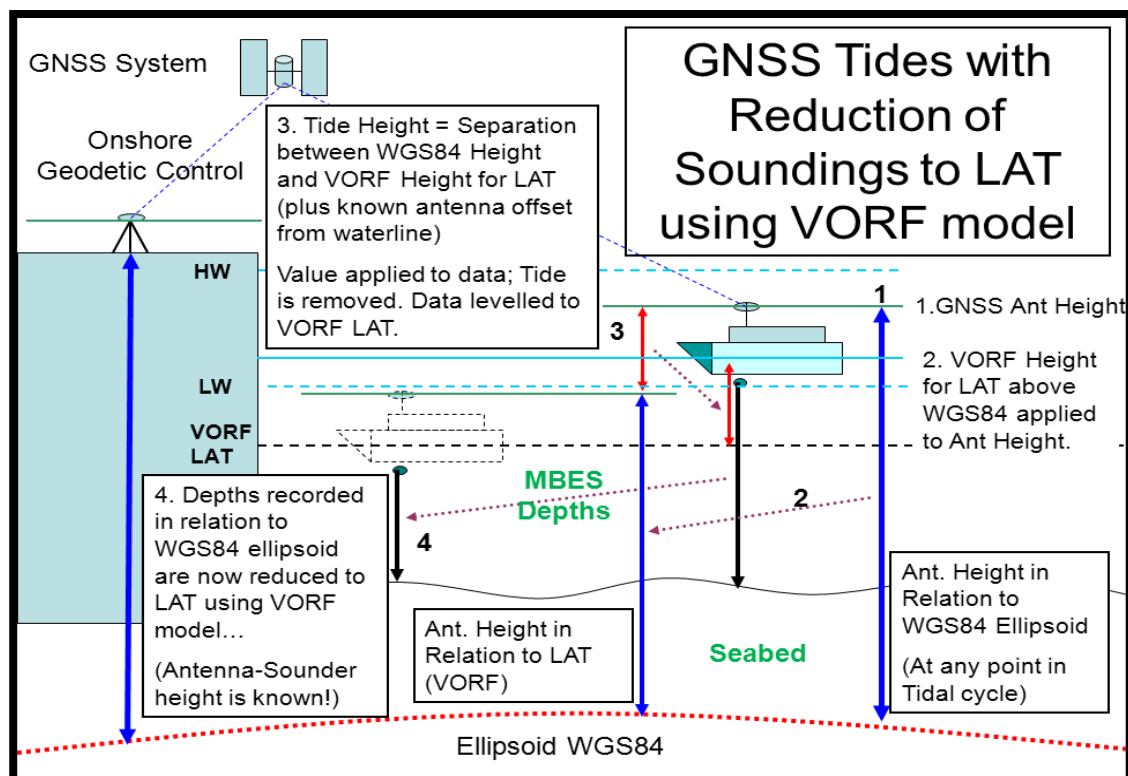 GNSS Tides with
Reduction of
Soundings to LAT
using VORF model
GNSS System
Onshore
Geodetic Control
3. Tide Height = Separation
between WGS84 Height
and VORF Height for LAT
(plus known antenna offset
from waterline)
Value applied to data; Tide
is removed. Data levelled to
VORF LAT.
HW
1
1.GNSS Ant Height
3
2. VORF Height
for LAT above
WGS84 applied
to Ant Height.
LW
VORF
LAT
4. Depths recorded
in relation to
WGS84 ellipsoid
are now reduced to
LAT using VORF
model…
(Antenna-Sounder
height is known!)
MBES
Depths
2
4
Ant. Height in
Relation to LAT
(VORF)
Seabed
Ant. Height in
Relation to
WGS84 Ellipsoid
(At any point in
Tidal cycle)
Ellipsoid WGS84